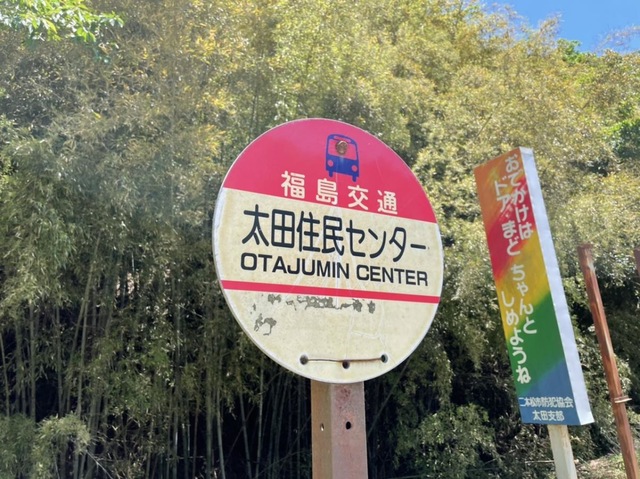 福島交通
太田住民センター
OTAJUMIN CENTER
おでかけは
ドア、まど ちゃんと
しめようね
二本松市防犯協会
太田支部